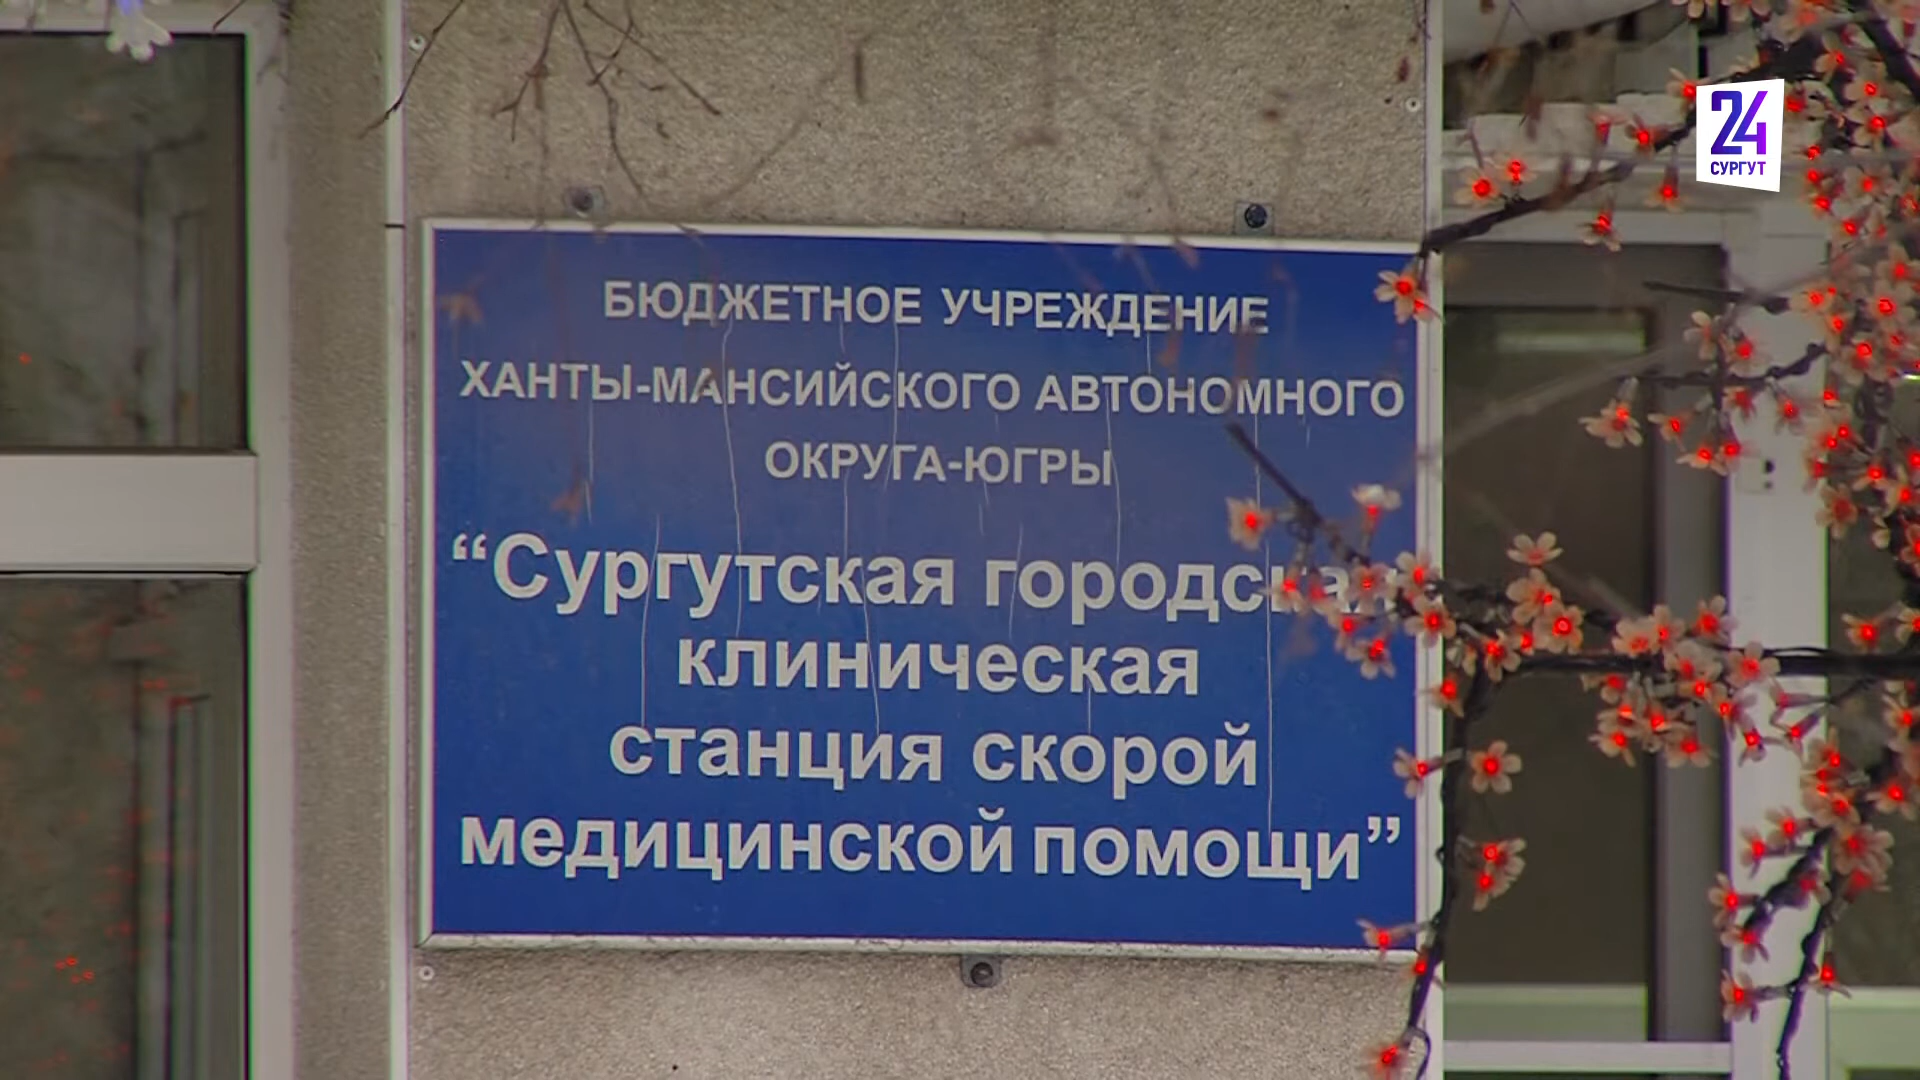 24
СУРГУТ
БЮДЖЕТНОЕ УЧРЕЖДЕНИЕ
ХАНТЫ-МАНСИЙСКОГО АВТОНОМНОГО
ОКРУГА-ЮГРЫ
“Сургутская городская
клиническая
станция скорой
медицинской помощи”